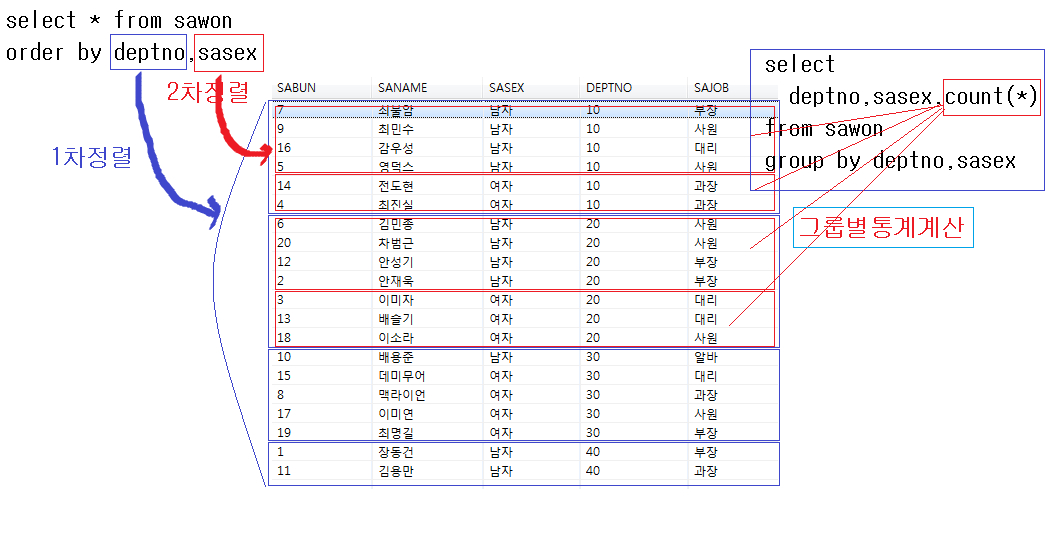 select * from sawon
order by deptno,sasex
2차정렬
1차정렬
SABUN SANAME SASEX DEPTNO SAJOB
7 최불암 남자 10 부장
9 최민수 남자 10 사원
16 감우성 남자 10 대리
5 영덕스 남자 10 사원
14 전도현 여자 10 과장
4 최진실 여자 10 과장
6 김민종 남자 20 사원
20 차범근 남자 20 사원
12 안성기 남자 20 부장
2 안재욱 남자 20 부장
3 이미자 여자 20 대리
13 배슬기 여자 20 대리
18 이소라 여자 20 사원
10 배용준 남자 30 알바
15 데미무어 여자 30 대리
8 맥라이언 여자 30 과장
17 이미연 여자 30 사원
19 최명길 여자 30 부장
1 장동건 남자 40 부장
11 김용만 남자 40 과장
select
deptno,sasex,count(*)
from sawon
group by deptno,sasex
그룹별통계계산